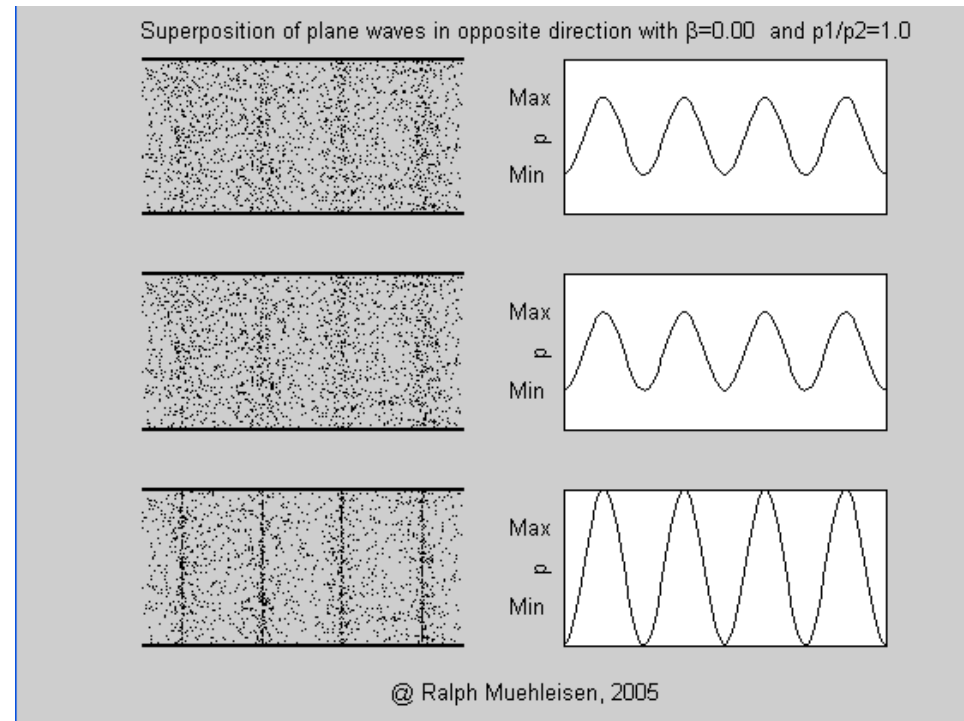 Superposition of plane waves in opposite direction with β=0.00 and p1/p2=1.0
Max
p
Min
Max
p
Min
Max
p
Min
@ Ralph Muehleisen, 2005